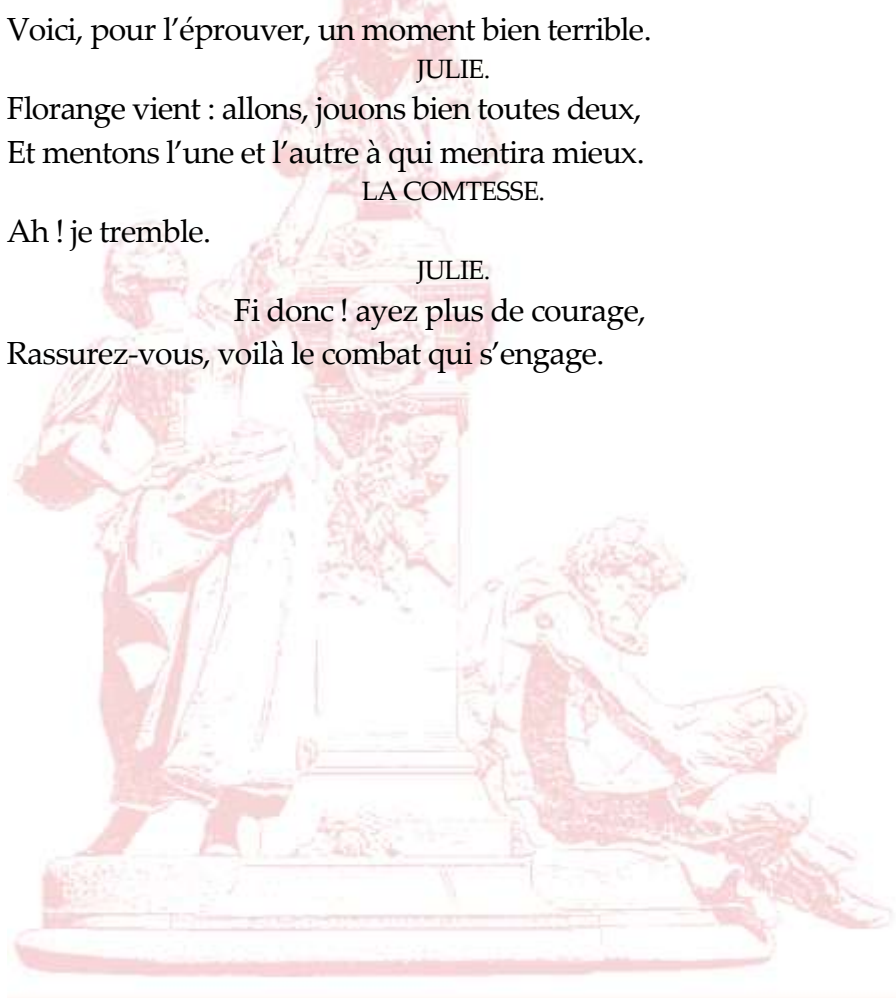 Voici, pour l’éprouver, un moment bien terrible.
JULIE.
Florange vient : allons, jouons bien toutes deux,
Et mentons l’une et l’autre à qui mentira mieux.
LA COMTESSE.
Ah ! je tremble.
JULIE.
Fi donc ! ayez plus de courage,
Rassurez-vous, voilà le combat qui s’engage.